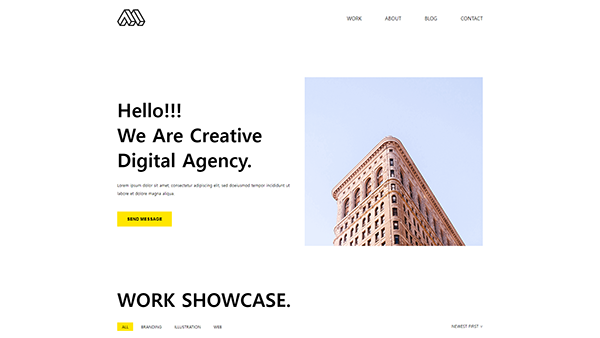 WORK ABOUT BLOG CONTACT
Hello!!!
We Are Creative
Digital Agency.
Lorem ipsum dolor sit amet, consectetur adipiscing elit, sed doeiusmod tempor incididunt ut
labore et dolore magna aliqua.
SEND MESSAGE
WORK SHOWCASE.
ALL BRANDING ILLUSTRATION WEB NEWEST FIRST